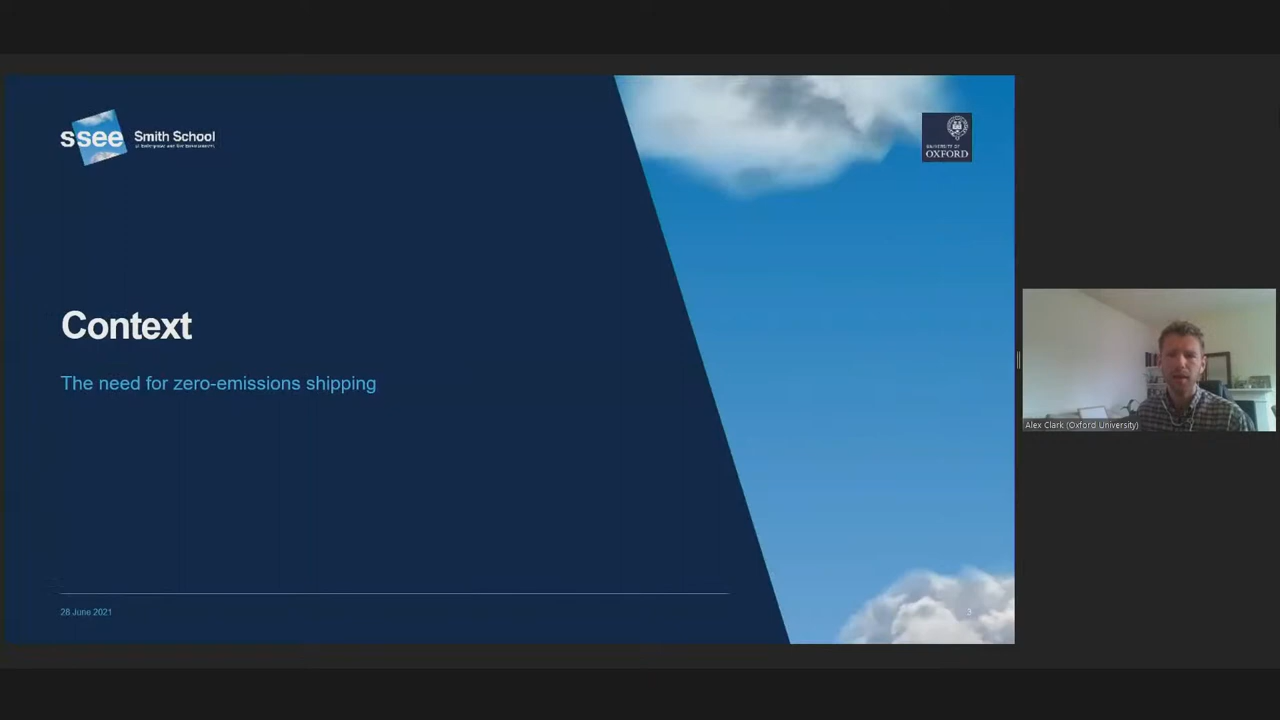 ssee
Smith School
UNIVERSITY OF
OXFORD
Context
The need for zero-emissions shipping
Alex Clark (Oxford University)
28 June 2021
3